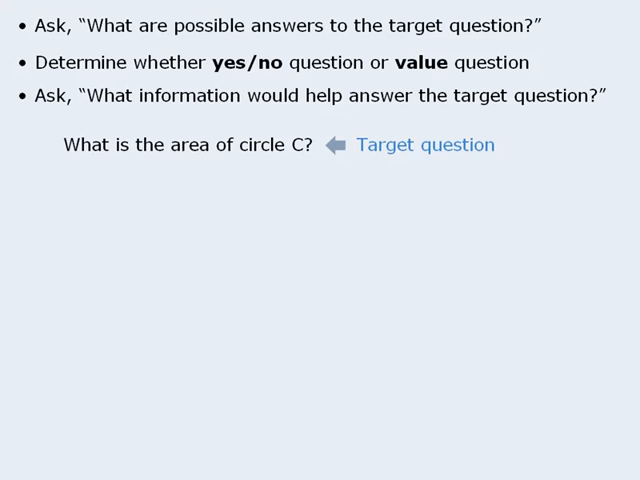 • Ask, “What are possible answers to the target question?”
• Determine whether yes/no question or value question
• Ask, “What information would help answer the target question?”
What is the area of circle C? Target question